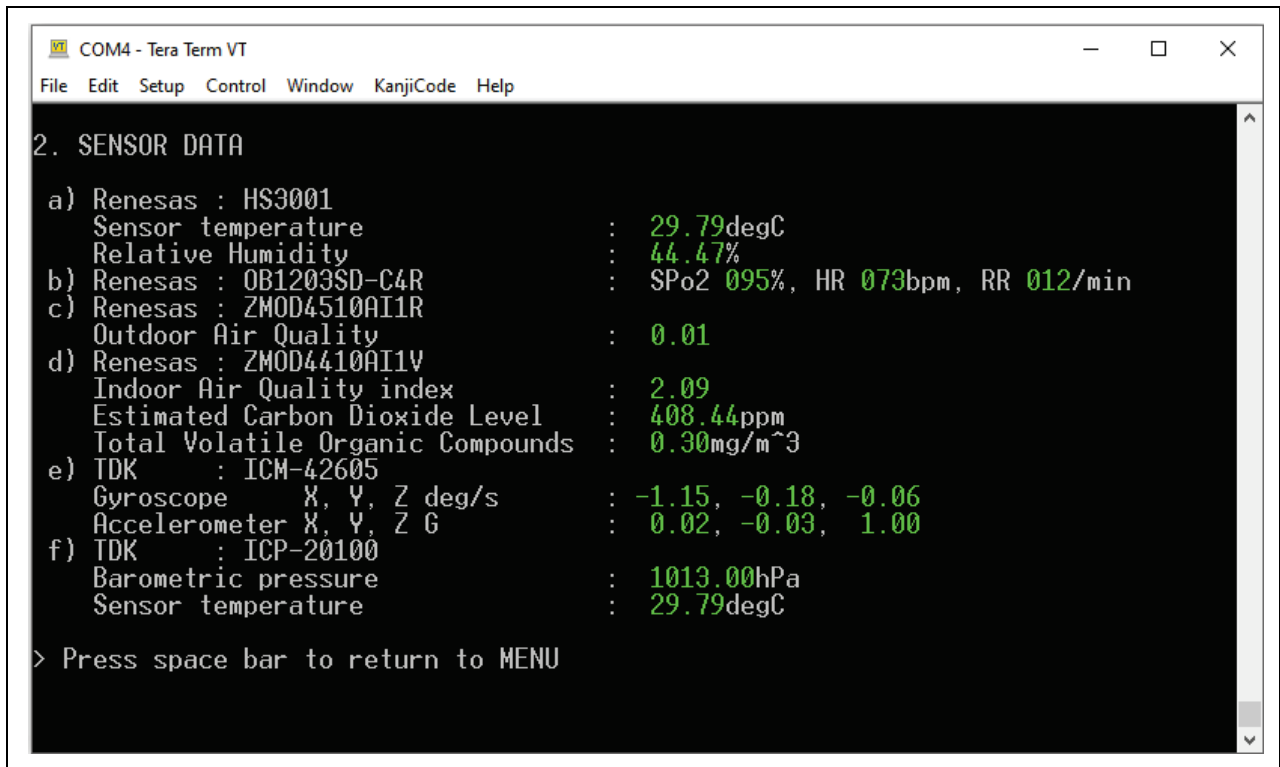 COM4 - Tera Term VT
File Edit Setup Control Window KanjiCode Help
2. SENSOR DATA
a) Renesas : HS3001
Sensor temperature : 29.79degC
Relative Humidity : 44.47%
b) Renesas : OB1203SD-C4R : SPo2 095%, HR 073bpm, RR 012/min
c) Renesas : ZMOD4510AI1R
Outdoor Air Quality : 0.01
d) Renesas : ZMOD4410AI1V
Indoor Air Quality index : 2.09
Estimated Carbon Dioxide Level : 408.44ppm
Total Volatile Organic Compounds : 0.30mg/m^3
e) TDK : ICM-42605
Gyroscope X, Y, Z deg/s : -1.15, -0.18, -0.06
Accelerometer X, Y, Z G : 0.02, -0.03, 1.00
f) TDK : ICP-20100
Barometric pressure : 1013.00hPa
Sensor temperature : 29.79degC
> Press space bar to return to MENU